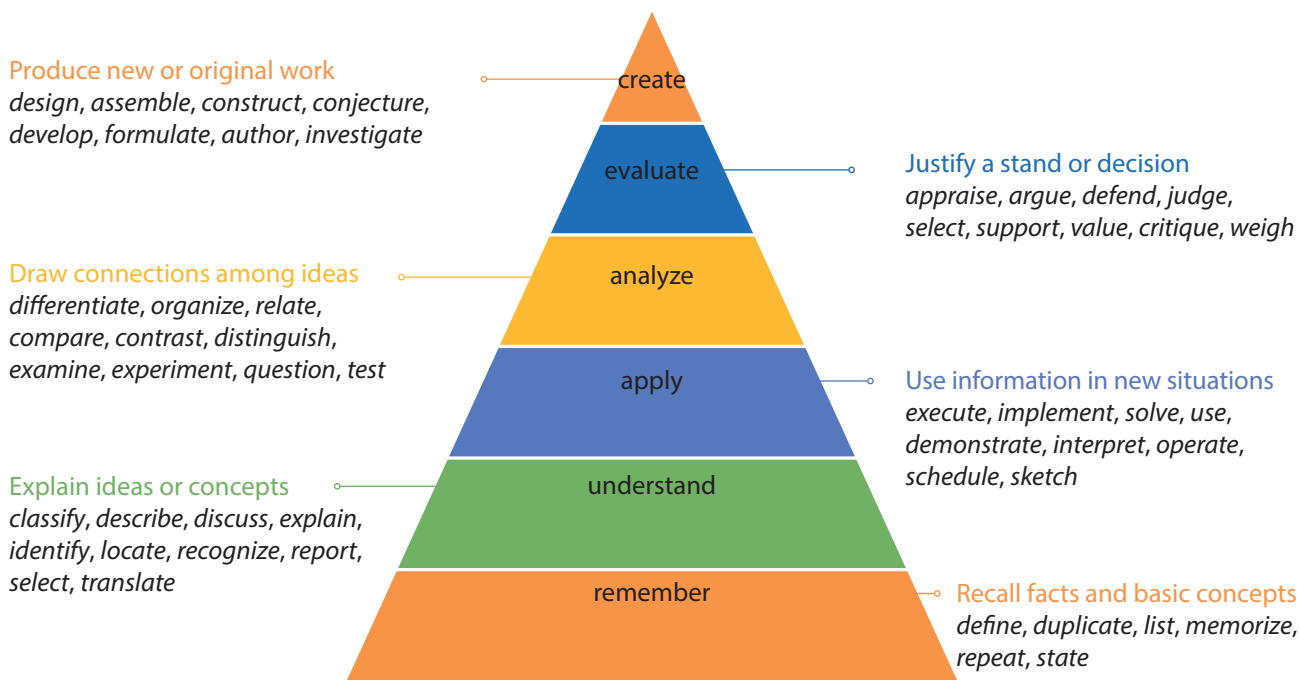 create
Produce new or original work
design, assemble, construct, conjecture,
develop, formulate, author, investigate
evaluate
Justify a stand or decision
appraise, argue, defend, judge,
select, support, value, critique, weigh
analyze
Draw connections among ideas
differentiate, organize, relate,
compare, contrast, distinguish,
examine, experiment, question, test
apply
Use information in new situations
execute, implement, solve, use,
demonstrate, interpret, operate,
schedule, sketch
understand
Explain ideas or concepts
classify, describe, discuss, explain,
identify, locate, recognize, report,
select, translate
remember
Recall facts and basic concepts
define, duplicate, list, memorize,
repeat, state